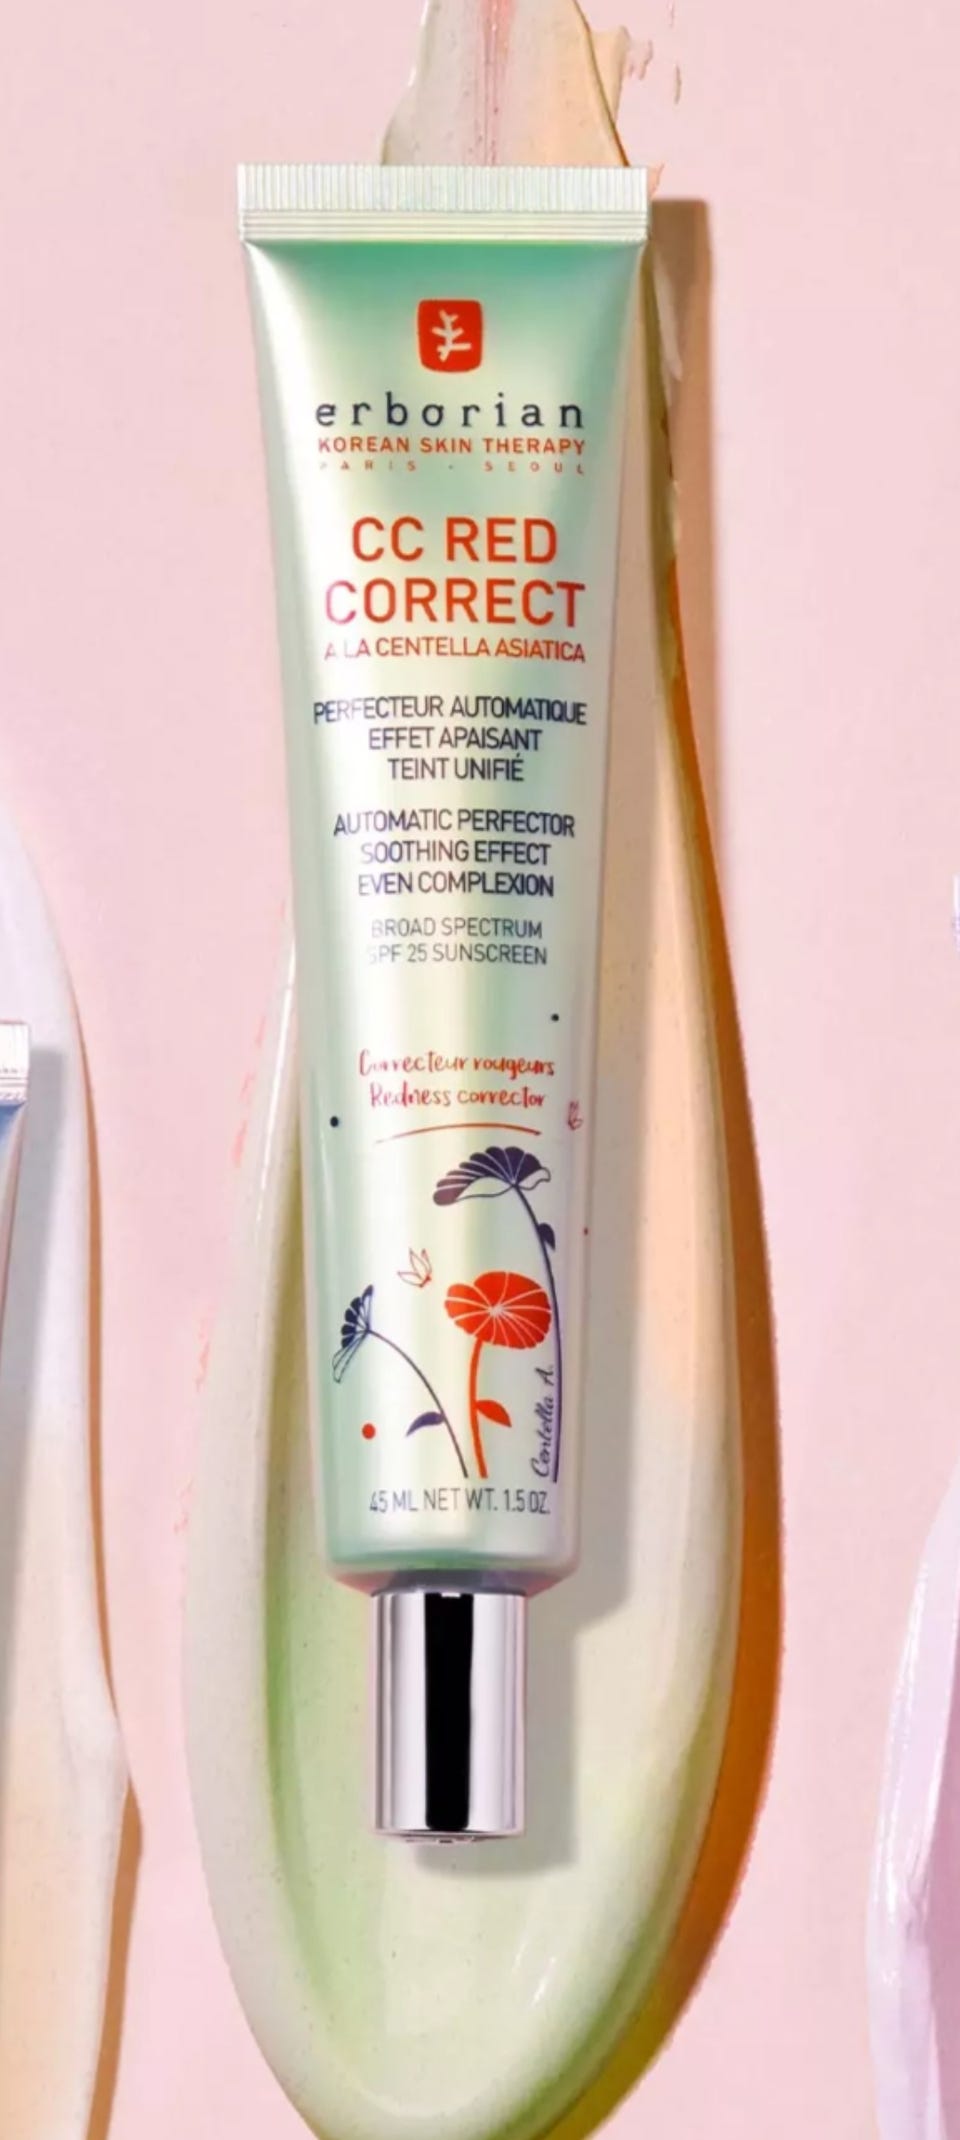 erborian
KOREAN SKIN THERAPY
PARIS - SEOUL
CC RED
CORRECT
A LA CENTELLA ASIATICA
PERFECTEUR AUTOMATIQUE
EFFET APAISANT
TEINT UNIFIÉ
AUTOMATIC PERFECTOR
SOOTHING EFFECT
EVEN COMPLEXION
BROAD SPECTRUM
SPF 25 SUNSCREEN
Correcteur rougeurs
Redness corrector
Centella A.
45 ML NET WT. 1.5 OZ.